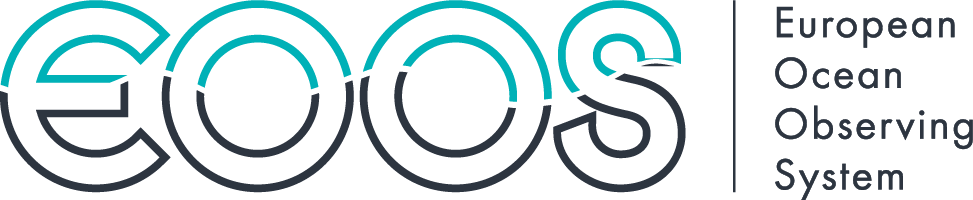 EOOS
European
Ocean
Observing
System